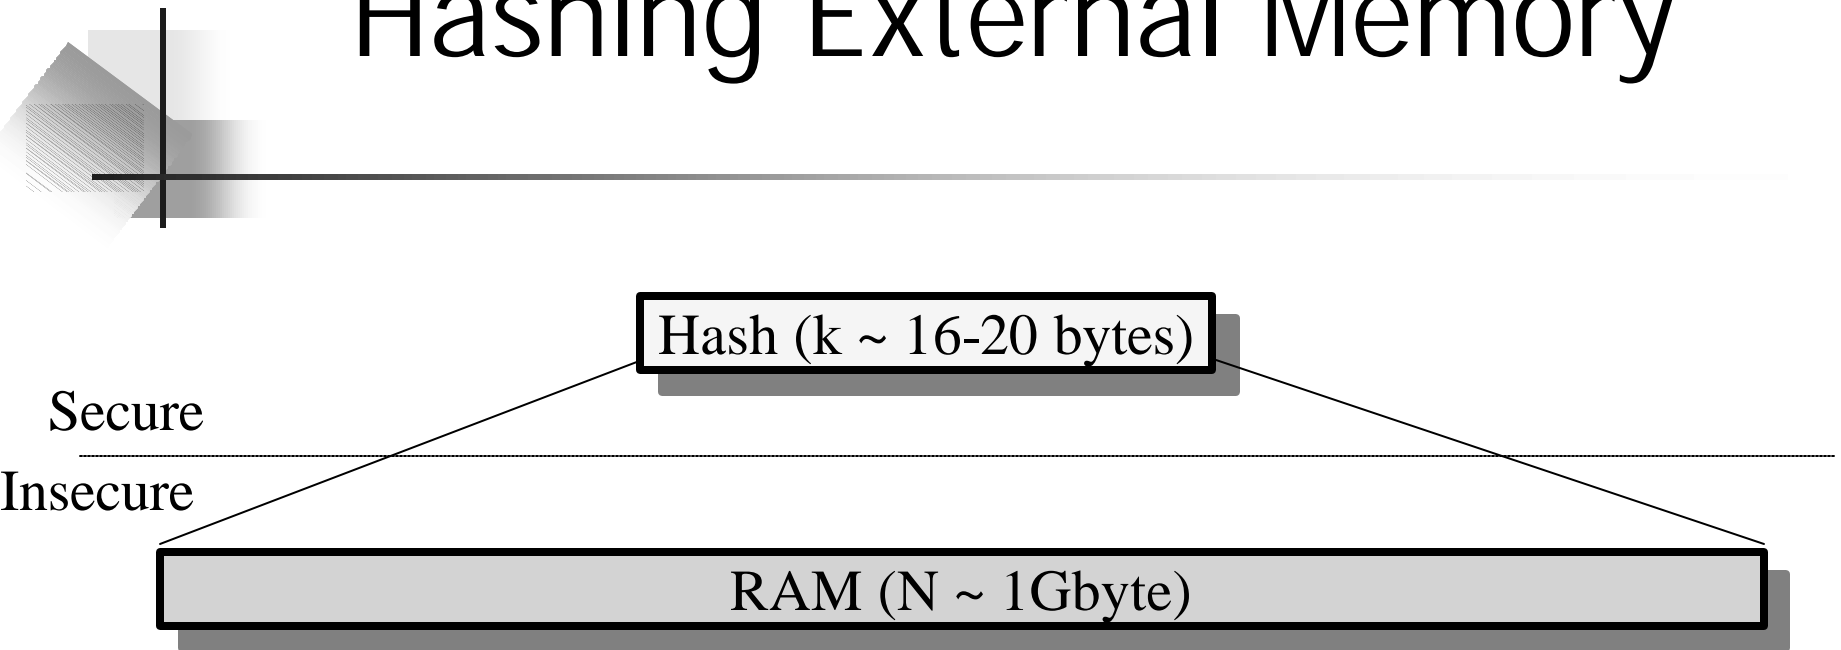 Hashing External Memory
Hash (k ~ 16-20 bytes)
Secure
Insecure
RAM (N ~ 1Gbyte)